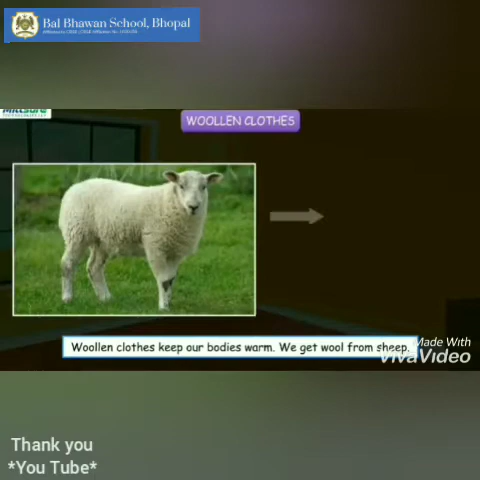 Bal Bhawan School, Bhopal
WOOLLEN CLOTHES
Woollen clothes keep our bodies warm. We get wool from sheep.
Made With
VivaVideo
Thank you
*You Tube*